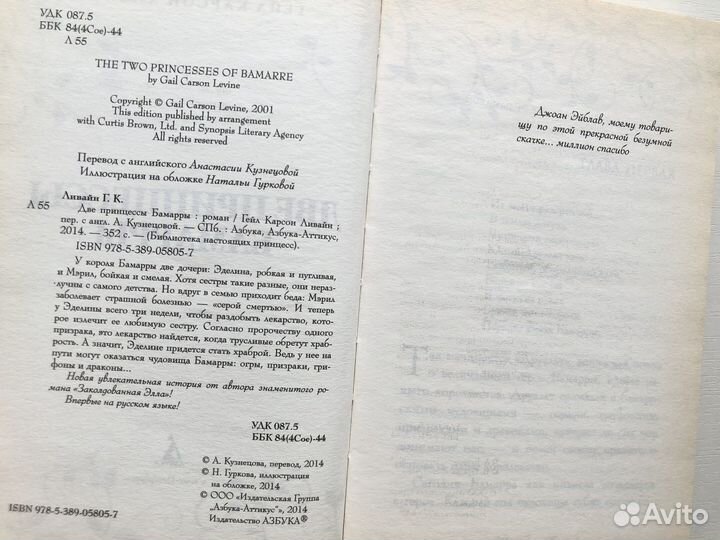 УДК 087.5
ББК 84(4Сое)-44
Л 55
THE TWO PRINCESSES OF BAMARRE
by Gail Carson Levine
Copyright © Gail Carson Levine, 2001
This edition published by arrangement
with Curtis Brown, Ltd. and Synopsis Literary Agency
All rights reserved
Перевод с английского Анастасии Кузнецовой
Иллюстрация на обложке Натальи Гурковой
Ливайн Г. К.
Л 55
Две принцессы Бамарры : роман / Гейл Карсон Ливайн ;
пер. с англ. А. Кузнецовой. — СПб. : Азбука, Азбука-Аттикус,
2014. — 352 с. — (Библиотека настоящих принцесс).
ISBN 978-5-389-05805-7
У короля Бамарры две дочери: Эделина, робкая и пугливая,
и Мэрил, бойкая и смелая. Хотя сестры такие разные, они нераз-
лучны с самого детства. Но вдруг в семью приходит беда: Мэрил
заболевает страшной болезнью — «серой смертью». И теперь
у Эделины всего три недели, чтобы раздобыть лекарство, кото-
рое излечит ее любимую сестру. Согласно пророчеству одного
призрака, это лекарство найдется, когда трусливые обретут храб-
рость. А значит, Эделине придется стать храброй. Ведь у нее на
пути могут оказаться чудовища Бамарры: огры, призраки, гри-
фоны и драконы...
Новая увлекательная история от автора знаменитого ро-
мана «Заколдованная Элла»!
Впервые на русском языке!
УДК 087.5
ББК 84(4Сое)-44
© А. Кузнецова, перевод, 2014
© Н. Гуркова, иллюстрация
на обложке, 2014
© ООО «Издательская Группа
„Азбука-Аттикус“», 2014
Издательство АЗБУКА®
ISBN 978-5-389-05805-7
Джоан Эйблав, моему товари-
щу по этой прекрасной безумной
скачке... миллион спасибо
Avito